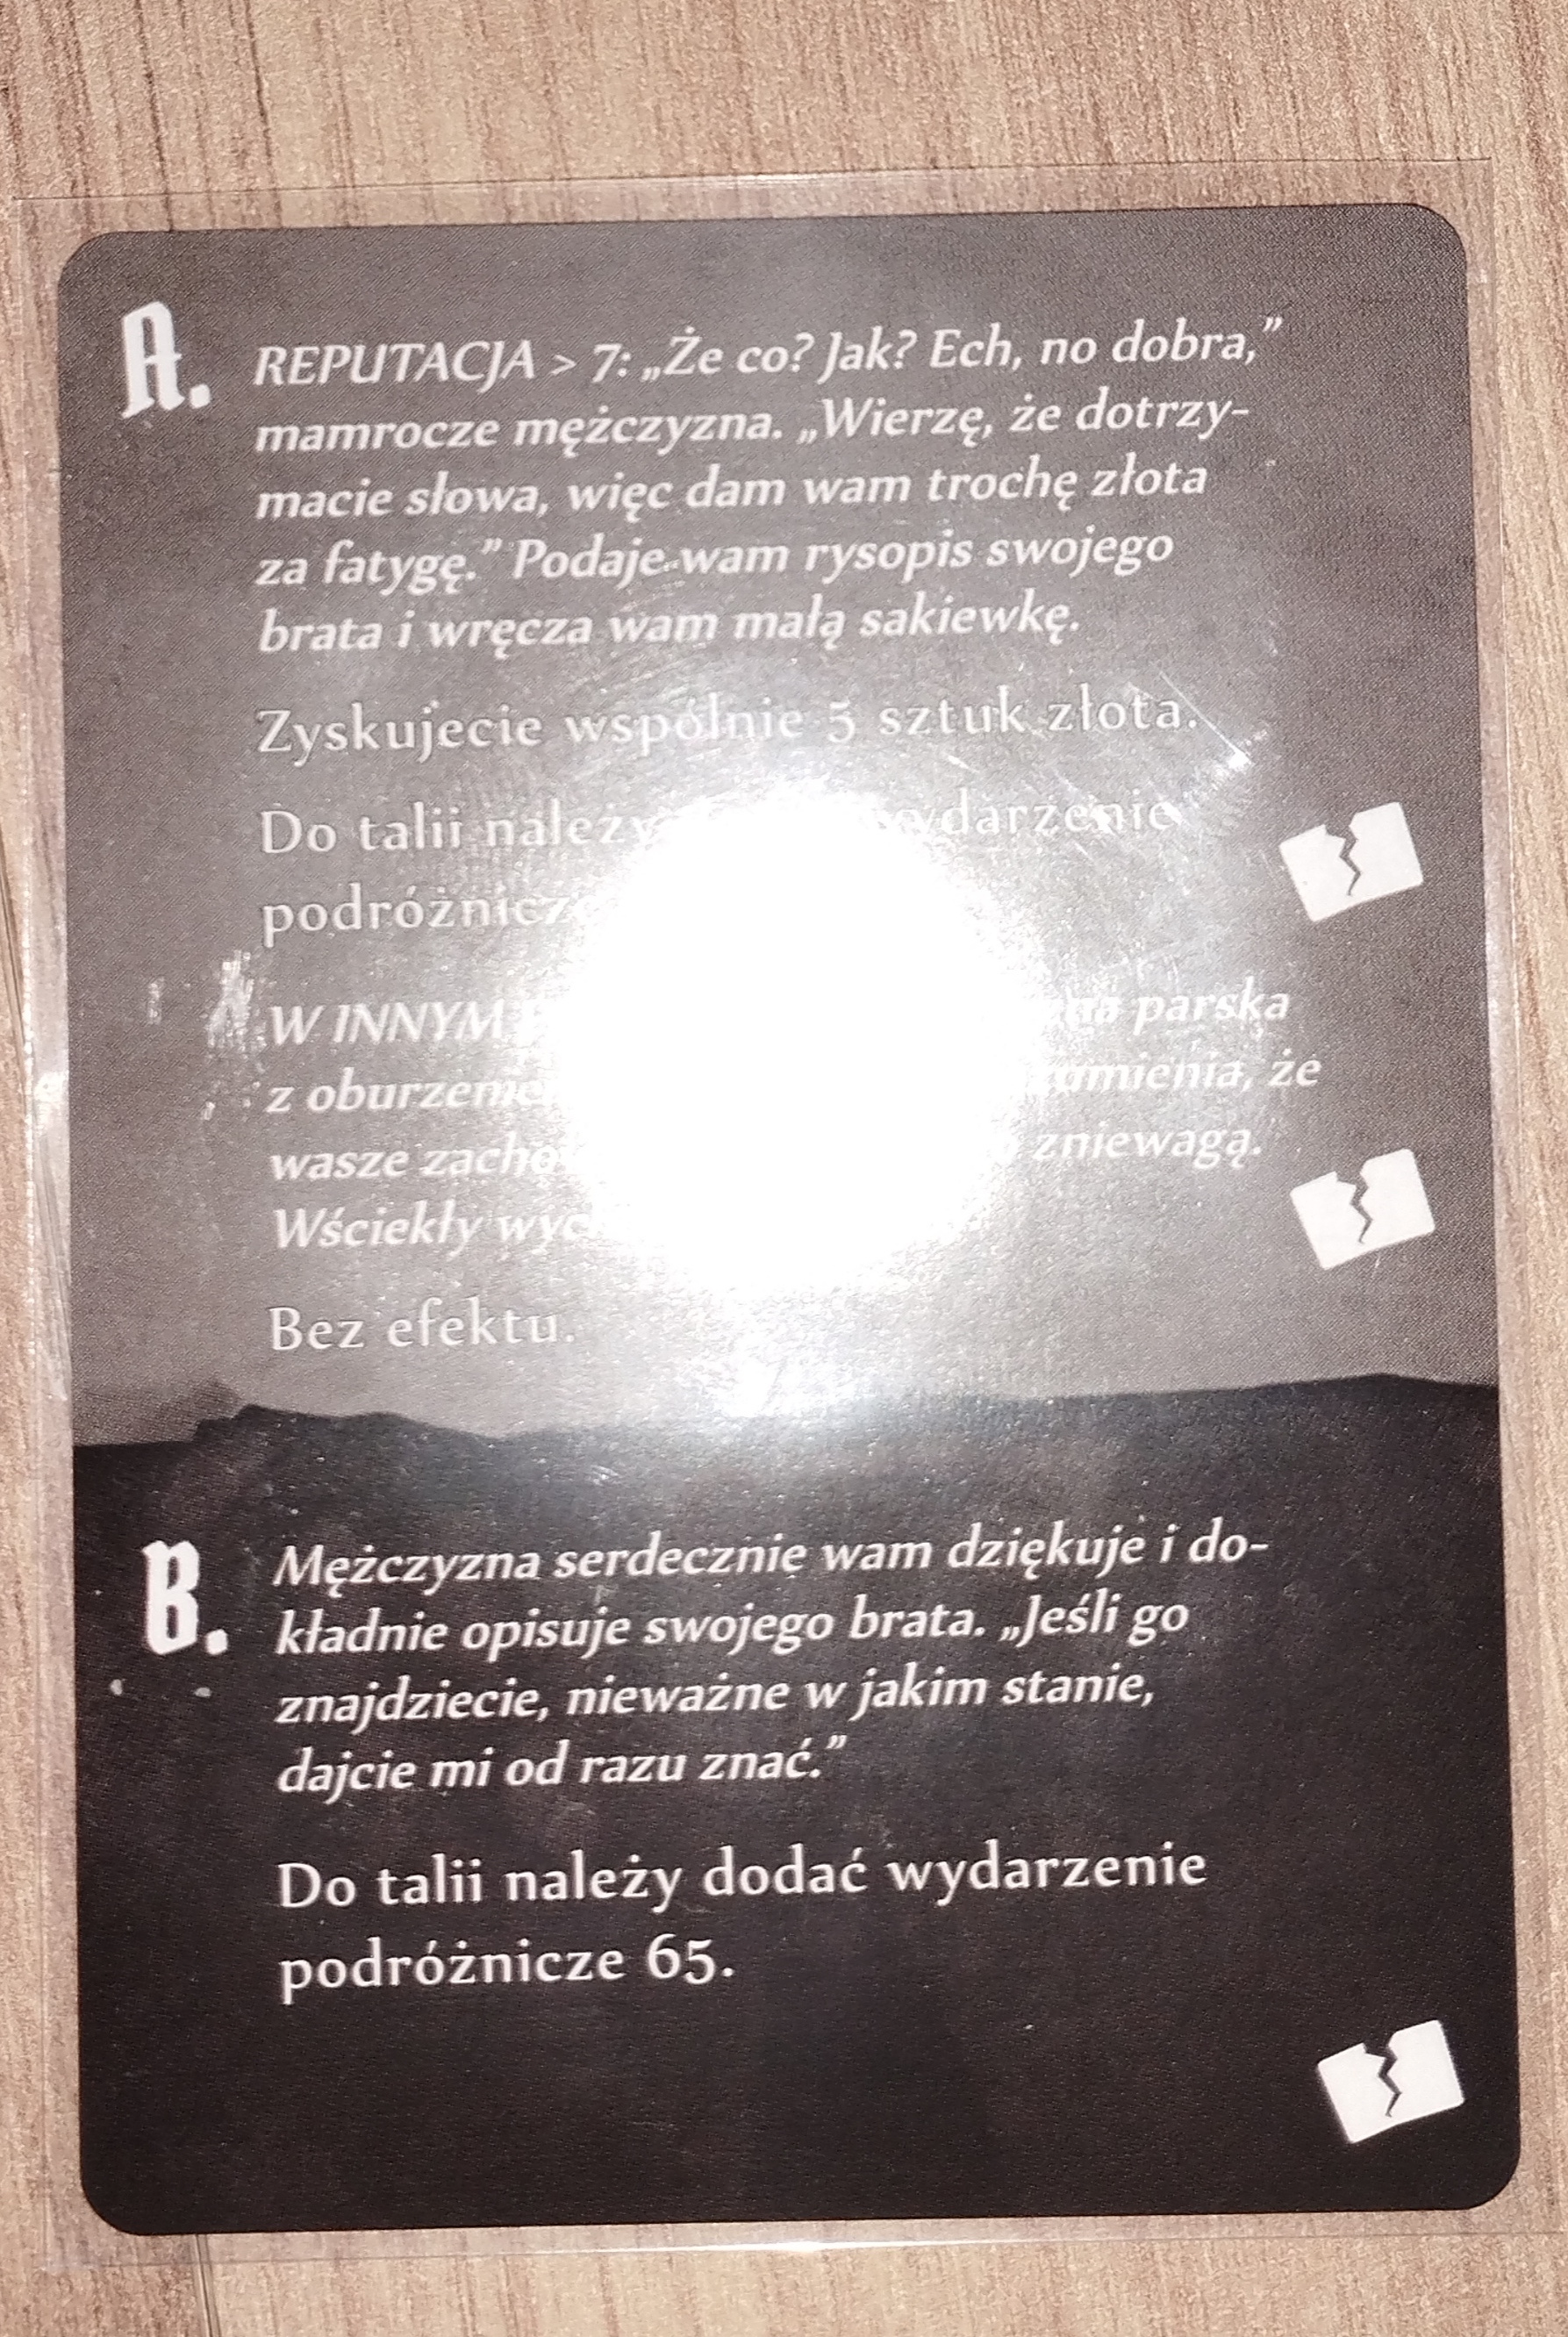 A.
REPUTACJA > 7: „Że co? Jak? Ech, no dobra,”
mamrocze mężczyzna. „Wierzę, że dotrzy-
macie słowa, więc dam wam trochę złota
za fatygę.” Podaje wam rysopis swojego
brata i wręcza wam małą sakiewkę.
Zyskujecie wspólnie 5 sztuk złota.
Do talii należy wydarzenie
W INNYM
parska
z że
wasze zniewagą.
Wściekły
Bez efektu.
B.
Mężczyzna serdecznie wam dziękuje i do-
kładnie opisuje swojego brata. „Jeśli go
znajdziecie, nieważne w jakim stanie,
dajcie mi od razu znać.”
Do talii należy dodać wydarzenie
podróżnicze 65.